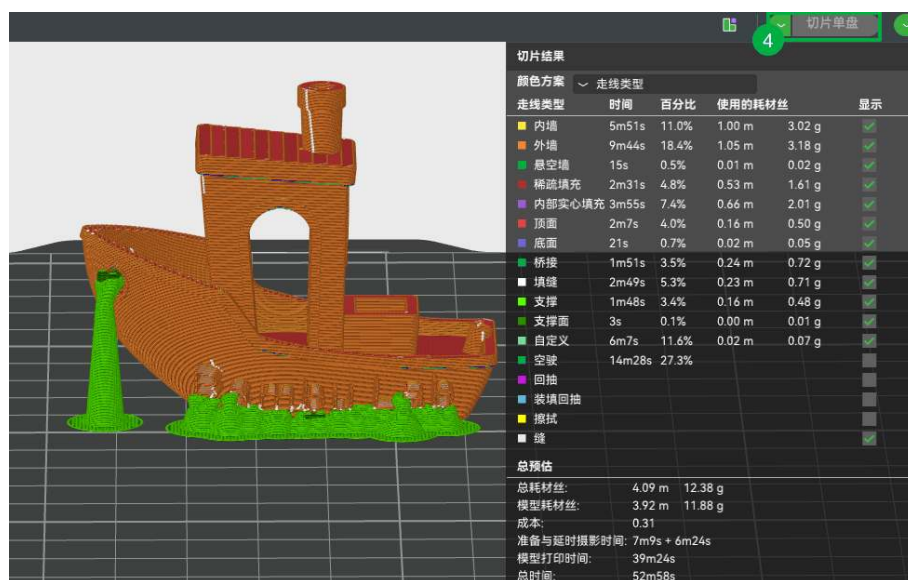 4 切片单盘
切片结果
颜色方案 走线类型
走线类型 时间 百分比 使用的耗材丝 显示
内墙 5m51s 11.0% 1.00 m 3.02 g
外墙 9m44s 18.4% 1.05 m 3.18 g
悬空墙 15s 0.5% 0.01 m 0.02 g
稀疏填充 2m31s 4.8% 0.53 m 1.61 g
内部实心填充 3m55s 7.4% 0.66 m 2.01 g
顶面 2m7s 4.0% 0.16 m 0.50 g
底面 21s 0.7% 0.02 m 0.05 g
桥接 1m51s 3.5% 0.24 m 0.72 g
填缝 2m49s 5.3% 0.23 m 0.71 g
支撑 1m48s 3.4% 0.16 m 0.48 g
支撑面 3s 0.1% 0.00 m 0.01 g
自定义 6m7s 11.6% 0.02 m 0.07 g
空驶 14m28s 27.3%
回抽
装填回抽
擦拭
缝
总预估
总耗材丝: 4.09 m 12.38 g
模型耗材丝: 3.92 m 11.88 g
成本: 0.31
准备与延时摄影时间: 7m9s + 6m24s
模型打印时间: 39m24s
总时间: 52m58s